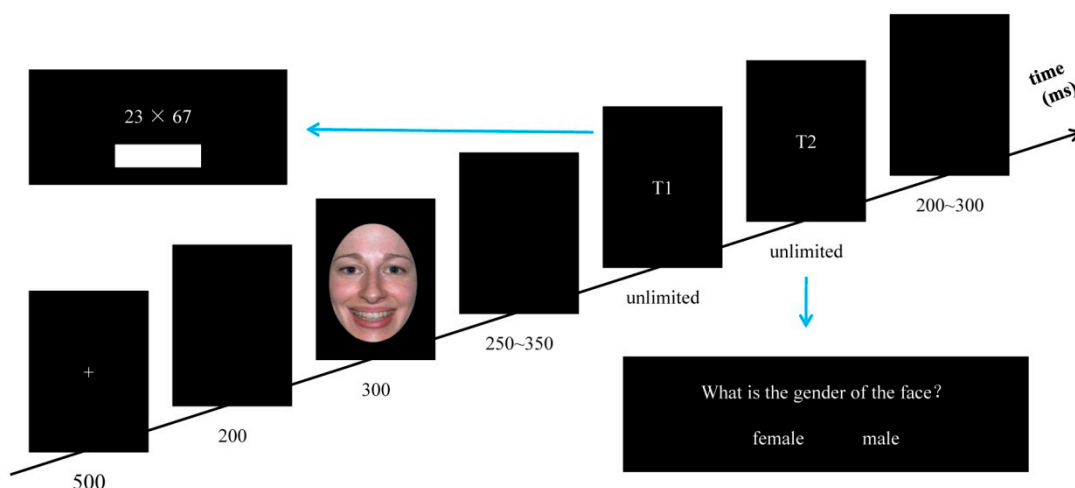 time
(ms)
23 × 67
T2
T1
200~300
unlimited
unlimited
250~350
+
300
What is the gender of the face?
200
female male
500